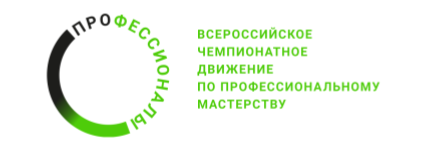 ПРОФЕССИОНАЛЫ
ВСЕРОССИЙСКОЕ
ЧЕМПИОНАТНОЕ
ДВИЖЕНИЕ
ПО ПРОФЕССИОНАЛЬНОМУ
МАСТЕРСТВУ